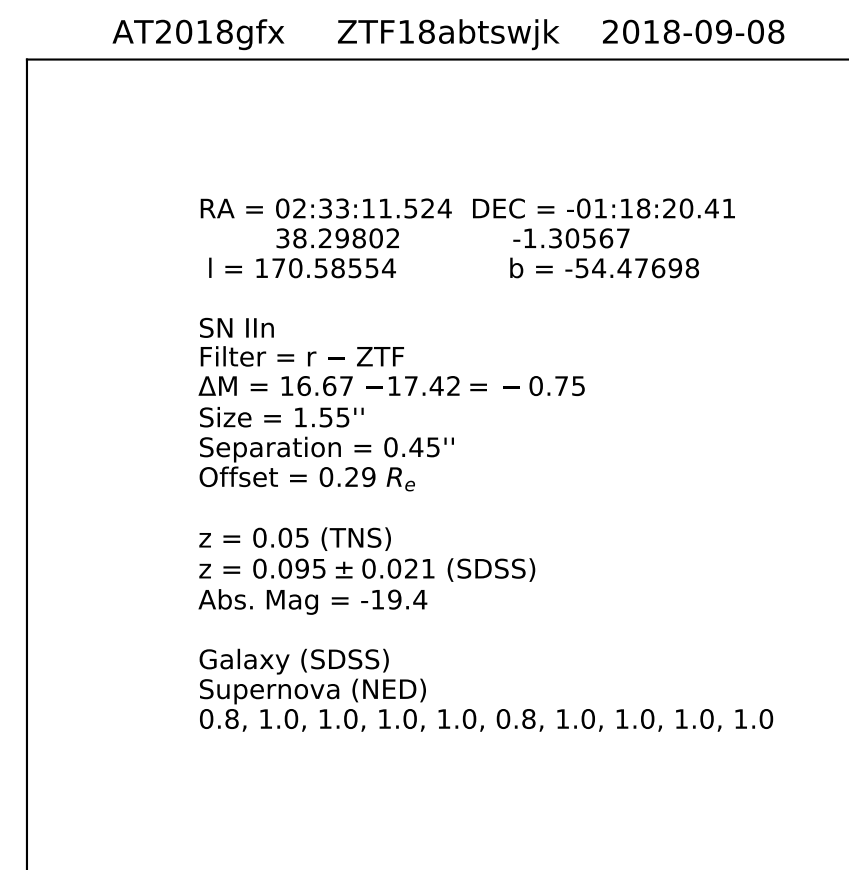 AT2018gfx ZTF18abtswjk 2018-09-08
RA = 02:33:11.524 DEC = -01:18:20.41
38.29802 -1.30567
l = 170.58554 b = -54.47698
SN IIn
Filter = r − ZTF
ΔM = 16.67 −17.42 = − 0.75
Size = 1.55''
Separation = 0.45''
Offset = 0.29 Rₑ
z = 0.05 (TNS)
z = 0.095 ± 0.021 (SDSS)
Abs. Mag = -19.4
Galaxy (SDSS)
Supernova (NED)
0.8, 1.0, 1.0, 1.0, 1.0, 0.8, 1.0, 1.0, 1.0, 1.0